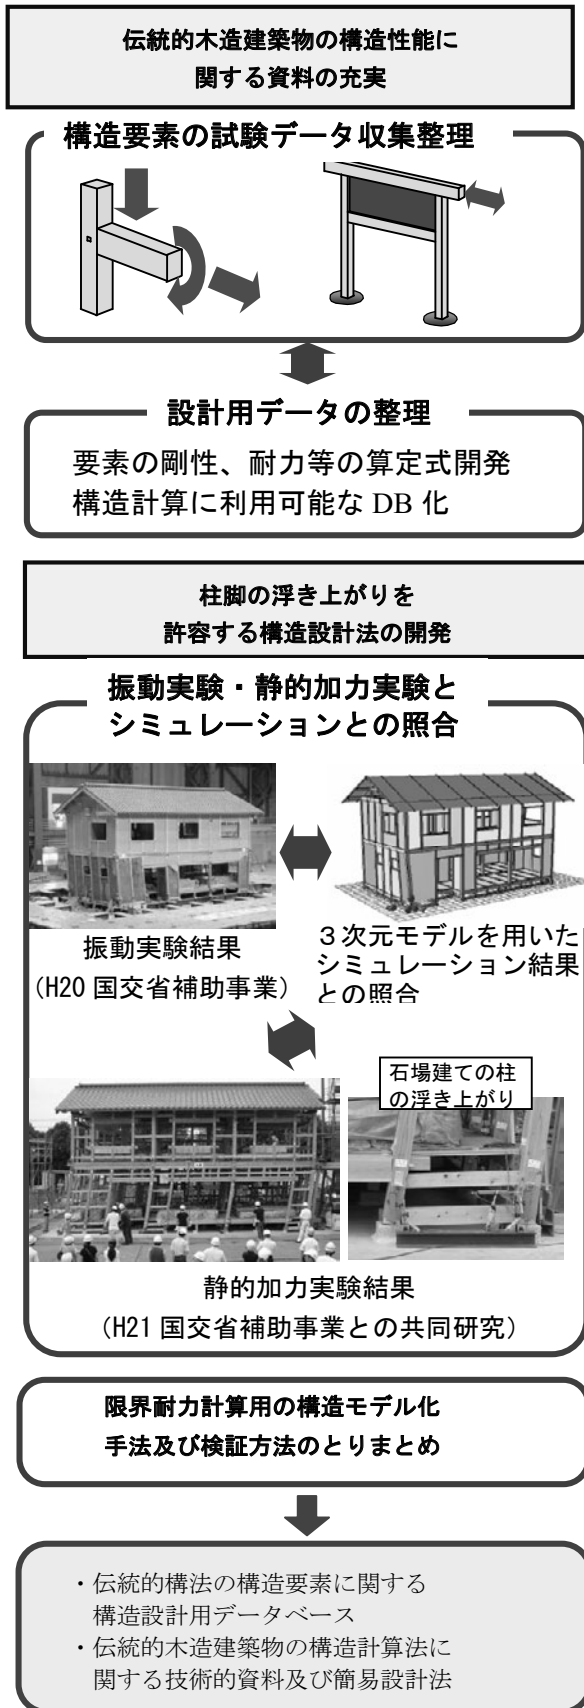 伝統的木造建築物の構造性能に
関する資料の充実
構造要素の試験データ収集整理
設計用データの整理
要素の剛性、耐力等の算定式開発
構造計算に利用可能な DB 化
柱脚の浮き上がりを
許容する構造設計法の開発
振動実験・静的加力実験と
シミュレーションとの照合
振動実験結果
（H20 国交省補助事業）
３次元モデルを用いた
シミュレーション結果
との照合
石場建ての柱
の浮き上がり
静的加力実験結果
（H21 国交省補助事業との共同研究）
限界耐力計算用の構造モデル化
手法及び検証方法のとりまとめ
・伝統的構法の構造要素に関する
構造設計用データベース
・伝統的木造建築物の構造計算法に
関する技術的資料及び簡易設計法